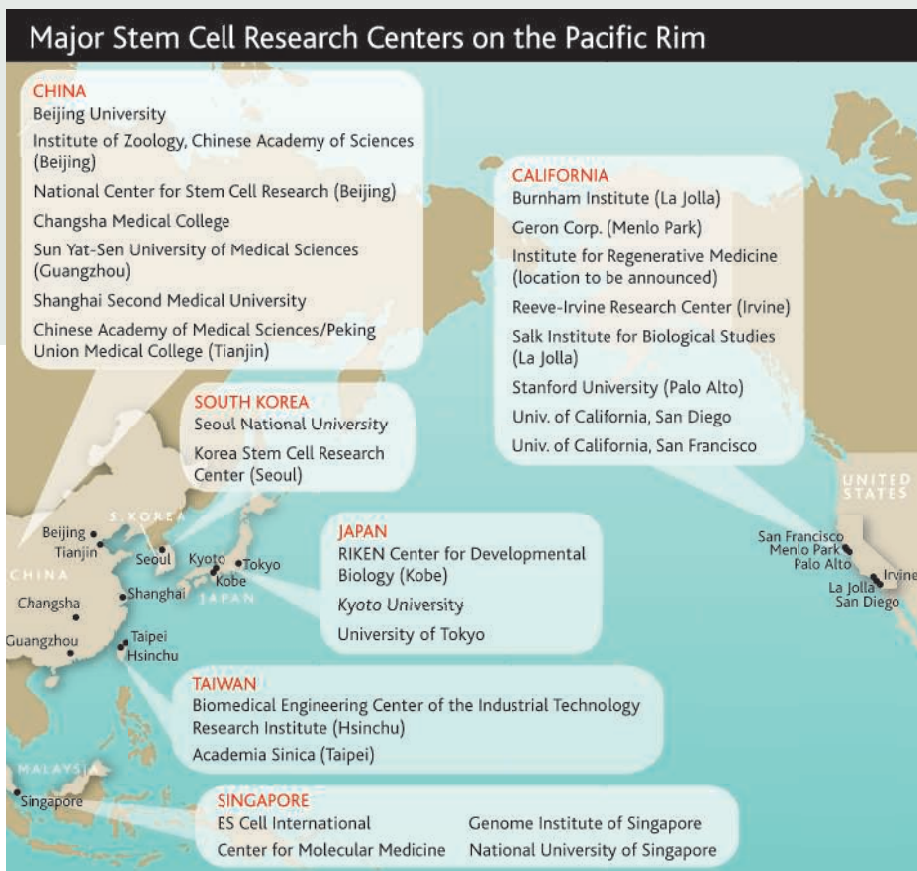 Major Stem Cell Research Centers on the Pacific Rim
CHINA
Beijing University
Institute of Zoology, Chinese Academy of Sciences
(Beijing)
National Center for Stem Cell Research (Beijing)
Changsha Medical College
Sun Yat-Sen University of Medical Sciences
(Guangzhou)
Shanghai Second Medical University
Chinese Academy of Medical Sciences/Peking
Union Medical College (Tianjin)
CALIFORNIA
Burnham Institute (La Jolla)
Geron Corp. (Menlo Park)
Institute for Regenerative Medicine
(location to be announced)
Reeve-Irvine Research Center (Irvine)
Salk Institute for Biological Studies
(La Jolla)
Stanford University (Palo Alto)
Univ. of California, San Diego
Univ. of California, San Francisco
SOUTH KOREA
Seoul National University
Korea Stem Cell Research
Center (Seoul)
JAPAN
RIKEN Center for Developmental
Biology (Kobe)
Kyoto University
University of Tokyo
TAIWAN
Biomedical Engineering Center of the Industrial Technology
Research Institute (Hsinchu)
Academia Sinica (Taipei)
SINGAPORE
ES Cell International
Center for Molecular Medicine
Genome Institute of Singapore
National University of Singapore
UNITED
STATES
San Francisco
Menlo Park
Palo Alto
Irvine
La Jolla
San Diego
S. KOREA
Beijing
Tianjin
Seoul
Kyoto
Tokyo
Kobe
JAPAN
CHINA
Shanghai
Changsha
Guangzhou
Taipei
Hsinchu
MALAYSIA
Singapore